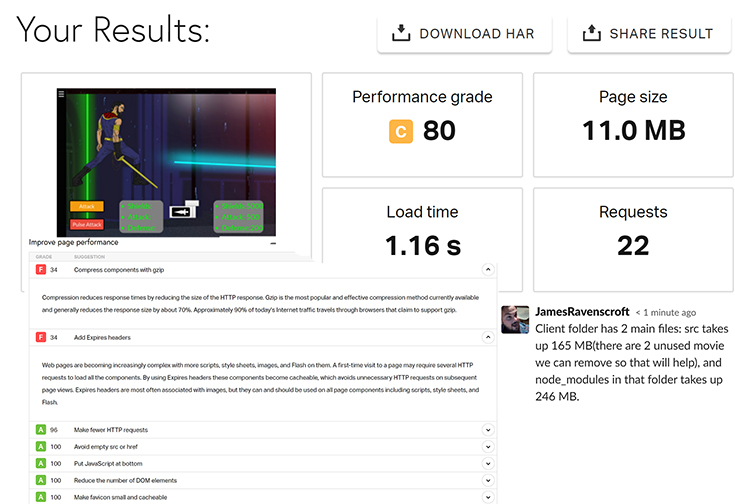 Your Results:
DOWNLOAD HAR
SHARE RESULT
Performance grade
C 80
Page size
11.0 MB
Load time
1.16 s
Requests
22
Attack
Pulse Attack
Improve page performance
GRADE SUGGESTION
F 34 Compress components with gzip
Compression reduces response times by reducing the size of the HTTP response. Gzip is the most popular and effective compression method currently available
and generally reduces the response size by about 70%. Approximately 90% of today's Internet traffic travels through browsers that claim to support gzip.
F 34 Add Expires headers
Web pages are becoming increasingly complex with more scripts, style sheets, images, and Flash on them. A first-time visit to a page may require several HTTP
requests to load all the components. By using Expires headers these components become cacheable, which avoids unnecessary HTTP requests on subsequent
page views. Expires headers are most often associated with images, but they can and should be used on all page components including scripts, style sheets, and
Flash.
A 96 Make fewer HTTP requests
A 100 Avoid empty src or href
A 100 Put JavaScript at bottom
A 100 Reduce the number of DOM elements
A 100 Make favicon small and cacheable
JamesRavenscroft < 1 minute ago
Client folder has 2 main files: src takes
up 165 MB(there are 2 unused movie
we can remove so that will help), and
node_modules in that folder takes up
246 MB.